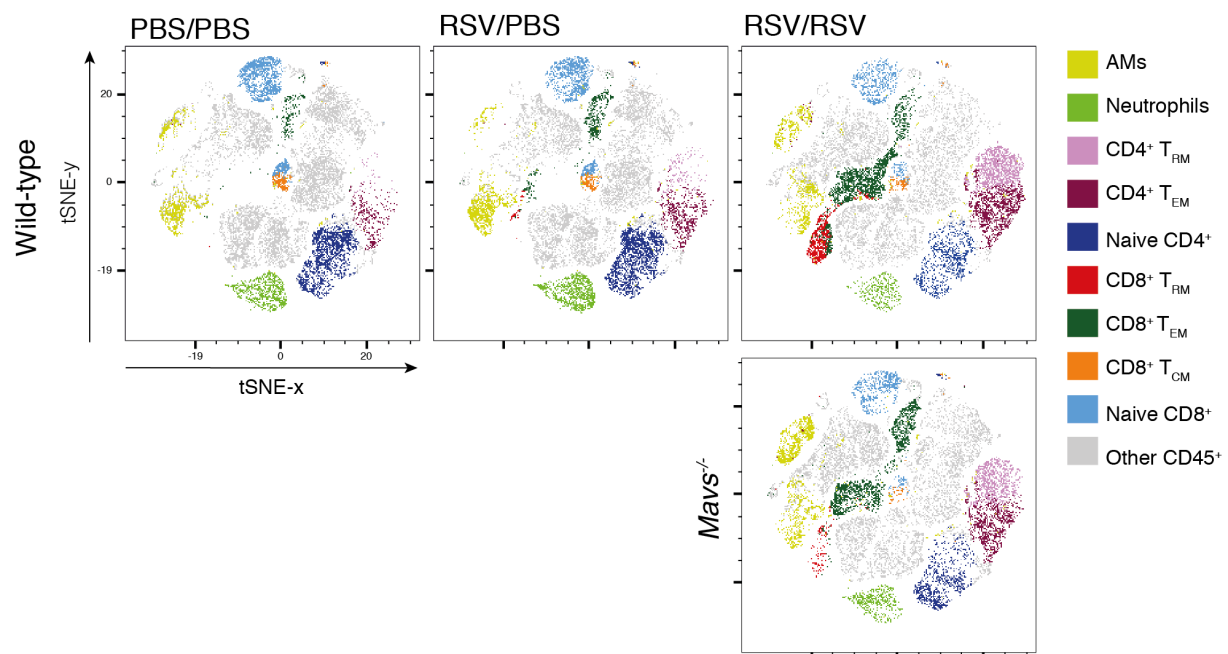 PBS/PBS
RSV/PBS
RSV/RSV
Wild-type
tSNE-y
20
0
-19
-19
0
20
tSNE-x
Mavs-/-
AMs
Neutrophils
CD4+ TRM
CD4+ TEM
Naive CD4+
CD8+ TRM
CD8+ TEM
CD8+ TCM
Naive CD8+
Other CD45+